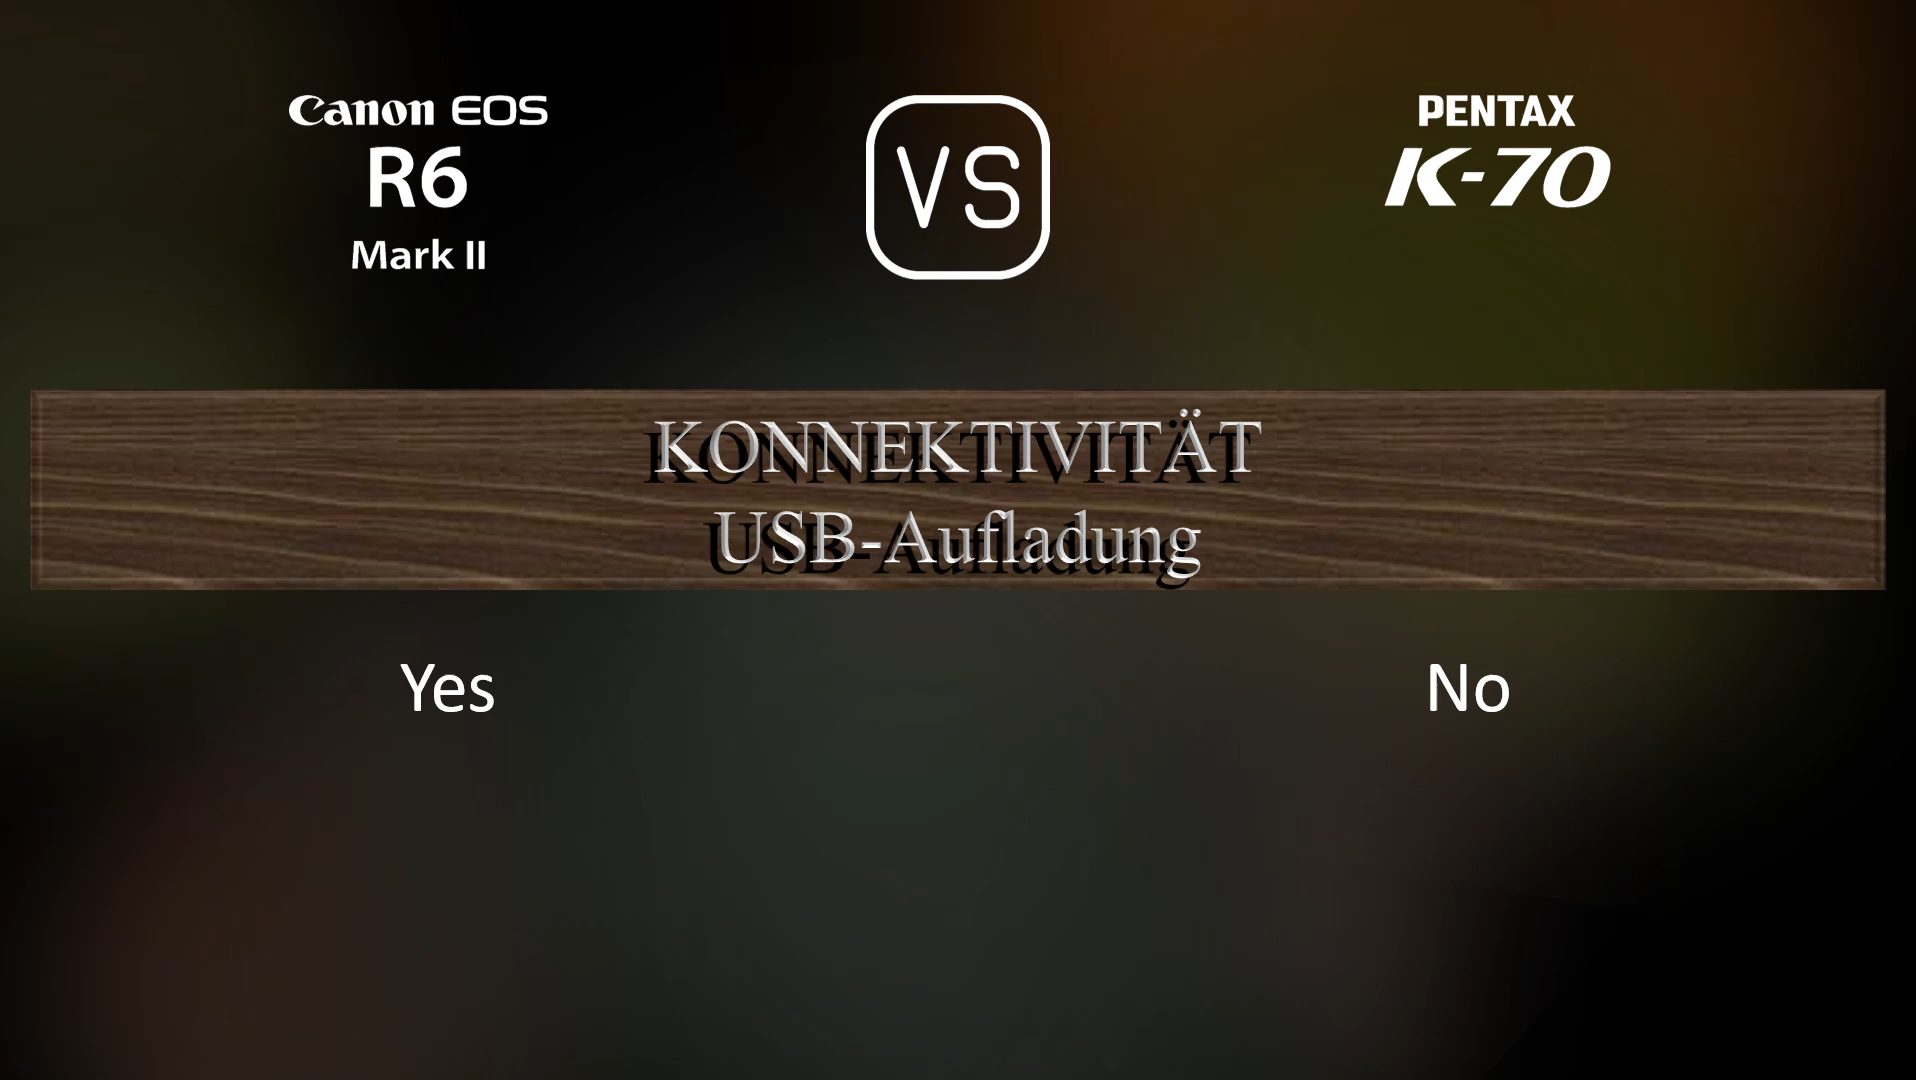 Canon EOS
R6
Mark II
VS
PENTAX
K-70
KONNEKTIVITÄT
USB-Aufladung
Yes
No